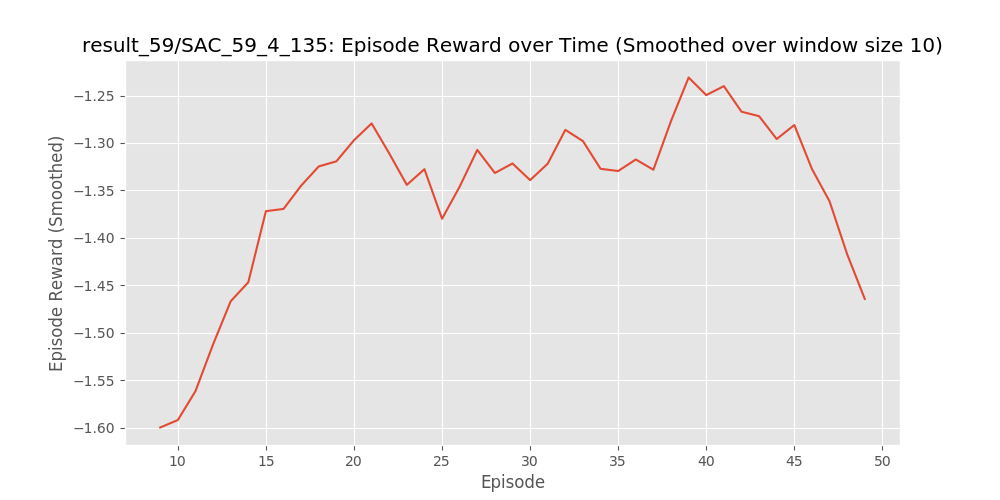 result_59/SAC_59_4_135: Episode Reward over Time (Smoothed over window size 10)
Episode Reward (Smoothed)
−1.25
−1.30
−1.35
−1.40
−1.45
−1.50
−1.55
−1.60
10 15 20 25 30 35 40 45 50
Episode